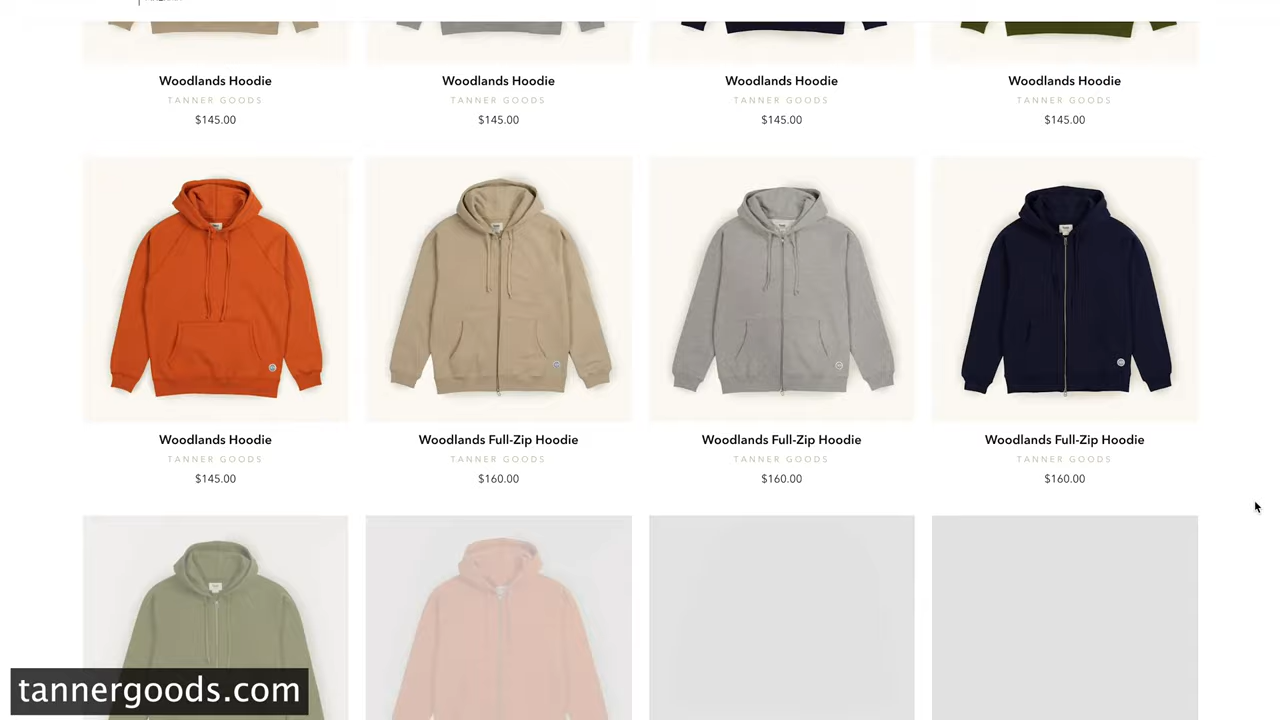 Woodlands Hoodie Woodlands Hoodie Woodlands Hoodie Woodlands Hoodie
TANNER GOODS TANNER GOODS TANNER GOODS TANNER GOODS
$145.00 $145.00 $145.00 $145.00
Woodlands Hoodie Woodlands Full-Zip Hoodie Woodlands Full-Zip Hoodie Woodlands Full-Zip Hoodie
TANNER GOODS TANNER GOODS TANNER GOODS TANNER GOODS
$145.00 $160.00 $160.00 $160.00
tannergoods.com